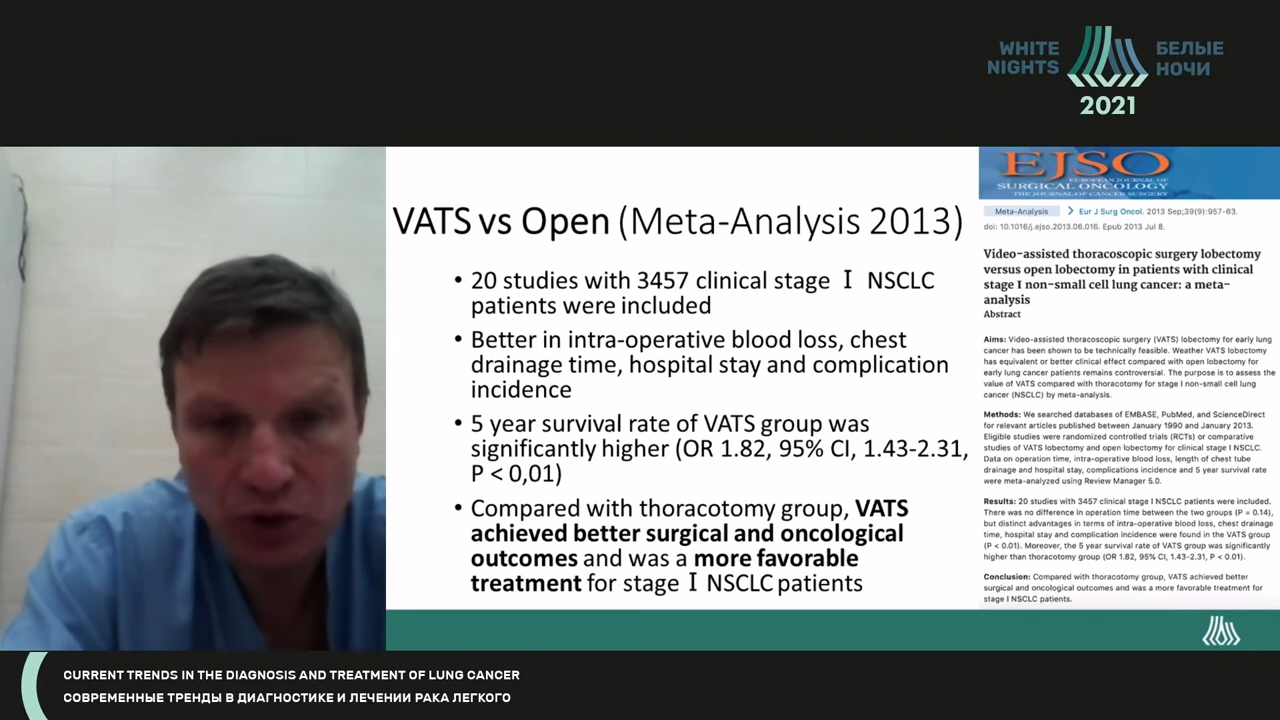 WHITE
NIGHTS
БЕЛЫЕ
НОЧИ
2021
VATS vs Open (Meta-Analysis 2013)
• 20 studies with 3457 clinical stage I NSCLC
patients were included
• Better in intra-operative blood loss, chest
drainage time, hospital stay and complication
incidence
• 5 year survival rate of VATS group was
significantly higher (OR 1.82, 95% CI, 1.43-2.31,
P < 0,01)
• Compared with thoracotomy group, VATS
achieved better surgical and oncological
outcomes and was a more favorable
treatment for stage I NSCLC patients
EJSO
EUROPEAN JOURNAL OF
SURGICAL ONCOLOGY
THE JOURNAL OF CANCER SURGERY
Meta-Analysis > Eur J Surg Oncol. 2013 Sep;39(9):957-63.
doi: 10.1016/j.ejso.2013.06.016. Epub 2013 Jul 8.
Video-assisted thoracoscopic surgery lobectomy
versus open lobectomy in patients with clinical
stage I non-small cell lung cancer: a meta-
analysis
Abstract
Aims: Video-assisted thoracoscopic surgery (VATS) lobectomy for early lung
cancer has been shown to be technically feasible. Weather VATS lobectomy
has equivalent or better clinical effect compared with open lobectomy for
early lung cancer patients remains controversial. The purpose is to assess the
value of VATS compared with thoracotomy for stage I non-small cell lung
cancer (NSCLC) by meta-analysis.
Methods: We searched databases of EMBASE, PubMed, and ScienceDirect
for relevant articles published between January 1990 and January 2013.
Eligible studies were randomized controlled trials (RCTs) or comparative
studies of VATS lobectomy and open lobectomy for clinical stage I NSCLC.
Data on operation time, intra-operative blood loss, length of chest tube
drainage and hospital stay, complications incidence and 5 year survival rate
were meta-analyzed using Review Manager 5.0.
Results: 20 studies with 3457 clinical stage I NSCLC patients were included.
There was no difference in operation time between the two groups (P = 0.14),
but distinct advantages in terms of intra-operative blood loss, chest drainage
time, hospital stay and complication incidence were found in the VATS group
(P < 0.01). Moreover, the 5 year survival rate of VATS group was significantly
higher than thoracotomy group (OR 1.82, 95% CI, 1.43-2.31, P < 0.01).
Conclusion: Compared with thoracotomy group, VATS achieved better
surgical and oncological outcomes and was a more favorable treatment for
stage I NSCLC patients.
CURRENT TRENDS IN THE DIAGNOSIS AND TREATMENT OF LUNG CANCER
СОВРЕМЕННЫЕ ТРЕНДЫ В ДИАГНОСТИКЕ И ЛЕЧЕНИИ РАКА ЛЕГКОГО